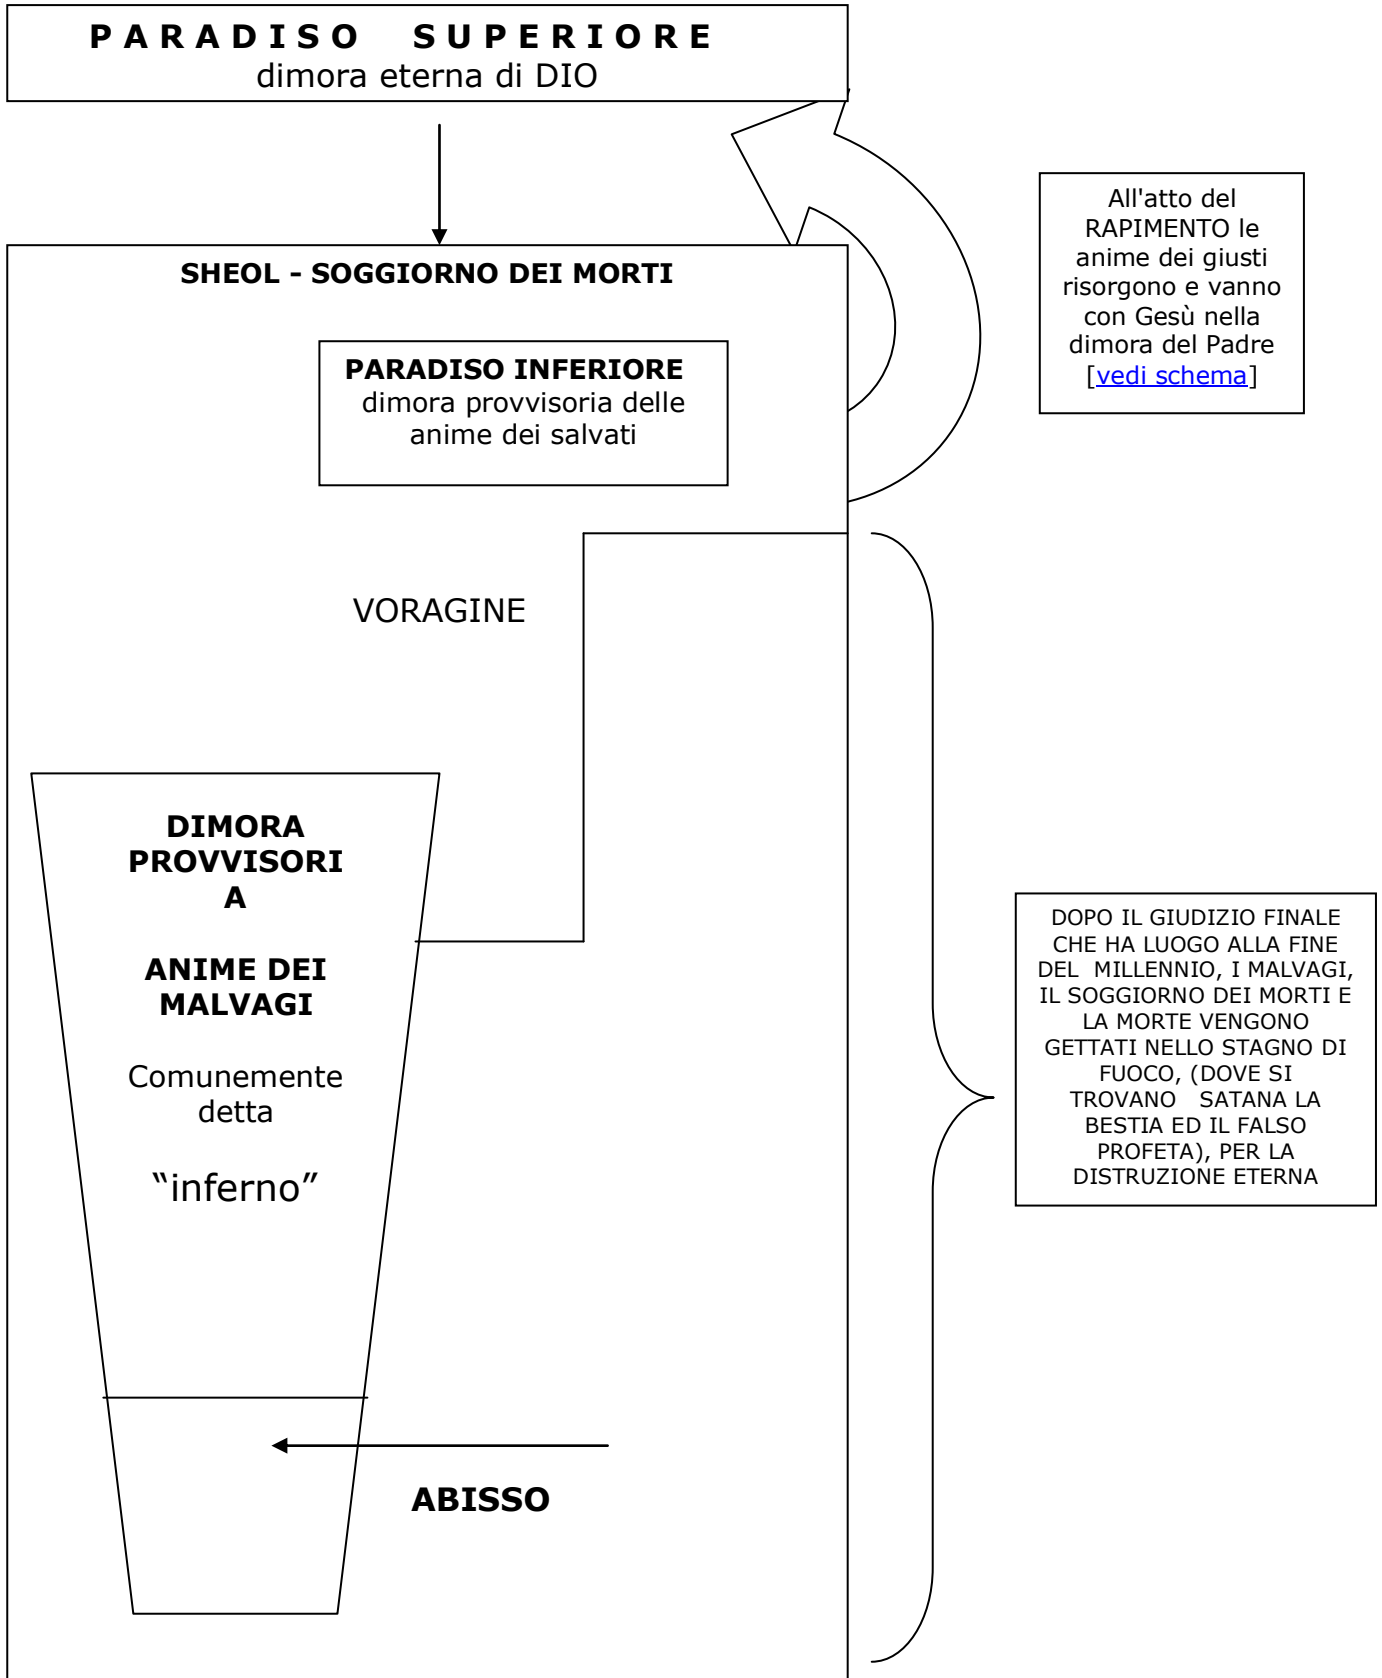 PARADISO SUPERIORE
dimora eterna di DIO
All'atto del
RAPIMENTO le
anime dei giusti
risorgono e vanno
con Gesù nella
dimora del Padre
[vedi schema]
SHEOL - SOGGIORNO DEI MORTI
PARADISO INFERIORE
dimora provvisoria delle
anime dei salvati
VORAGINE
DIMORA
PROVVISORI
A
ANIME DEI
MALVAGI
Comunemente
detta
“inferno”
DOPO IL GIUDIZIO FINALE
CHE HA LUOGO ALLA FINE
DEL MILLENNIO, I MALVAGI,
IL SOGGIORNO DEI MORTI E
LA MORTE VENGONO
GETTATI NELLO STAGNO DI
FUOCO, (DOVE SI
TROVANO SATANA LA
BESTIA ED IL FALSO
PROFETA), PER LA
DISTRUZIONE ETERNA
ABISSO